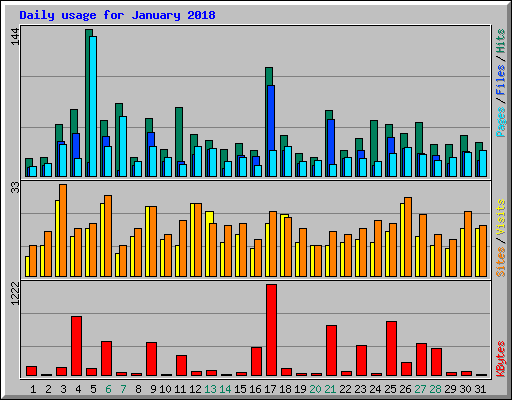 Daily usage for January 2018
144
Pages / Files / Hits
33
Sites / Visits
1222
KBytes
1 2 3 4 5 6 7 8 9 10 11 12 13 14 15 16 17 18 19 20 21 22 23 24 25 26 27 28 29 30 31